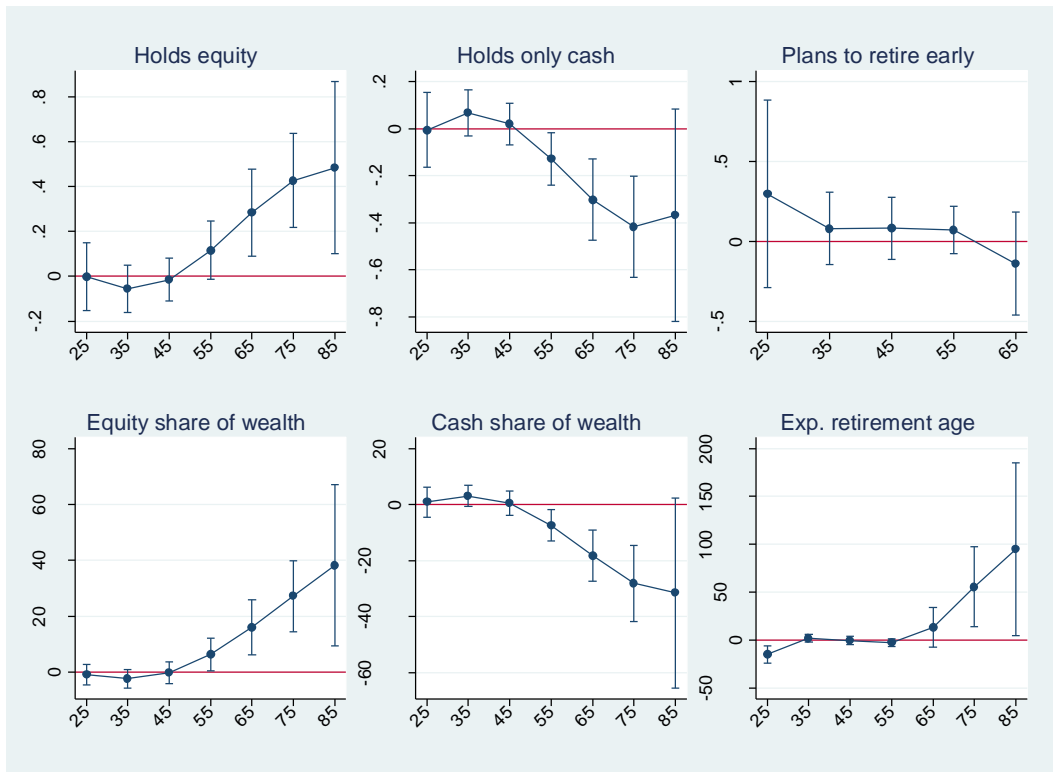 Holds equity
.8
.6
.4
.2
0
-.2
25 35 45 55 65 75 85
Holds only cash
.2
0
-.2
-.4
-.6
-.8
25 35 45 55 65 75 85
Plans to retire early
1
.5
0
-.5
25 35 45 55 65
Equity share of wealth
80
60
40
20
0
25 35 45 55 65 75 85
Cash share of wealth
20
0
-20
-40
-60
25 35 45 55 65 75 85
Exp. retirement age
200
150
100
50
0
-50
25 35 45 55 65 75 85